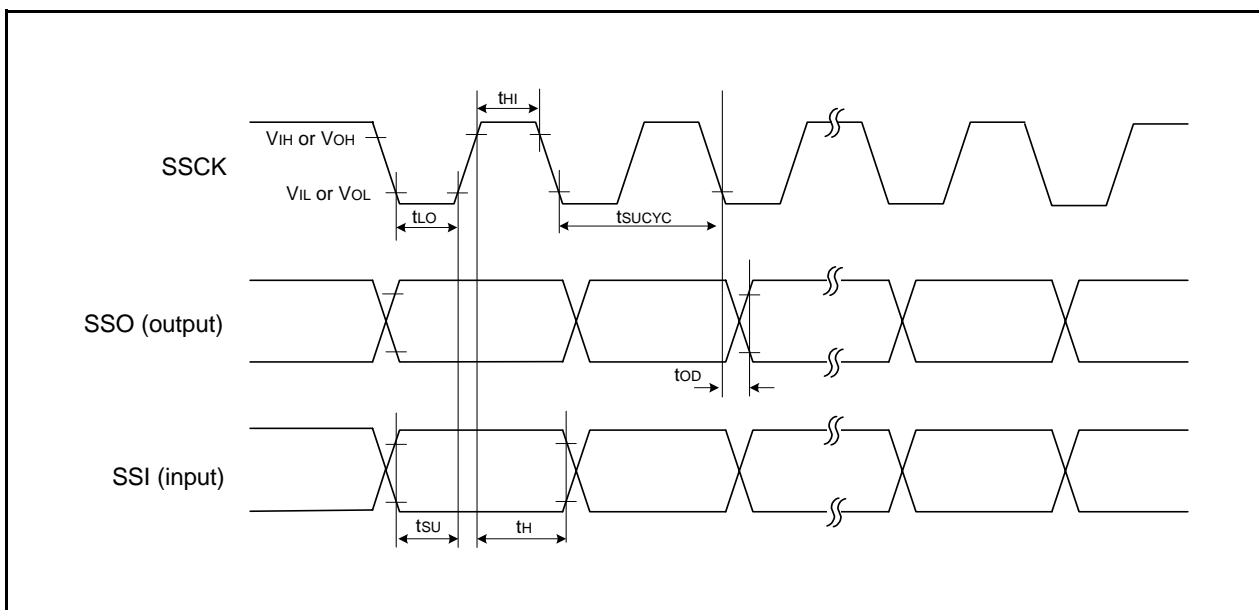 tHI
VIH or VOH
SSCK
VIL or VOL
tLO
tSUCYC
SSO (output)
tOD
SSI (input)
tSU
tH